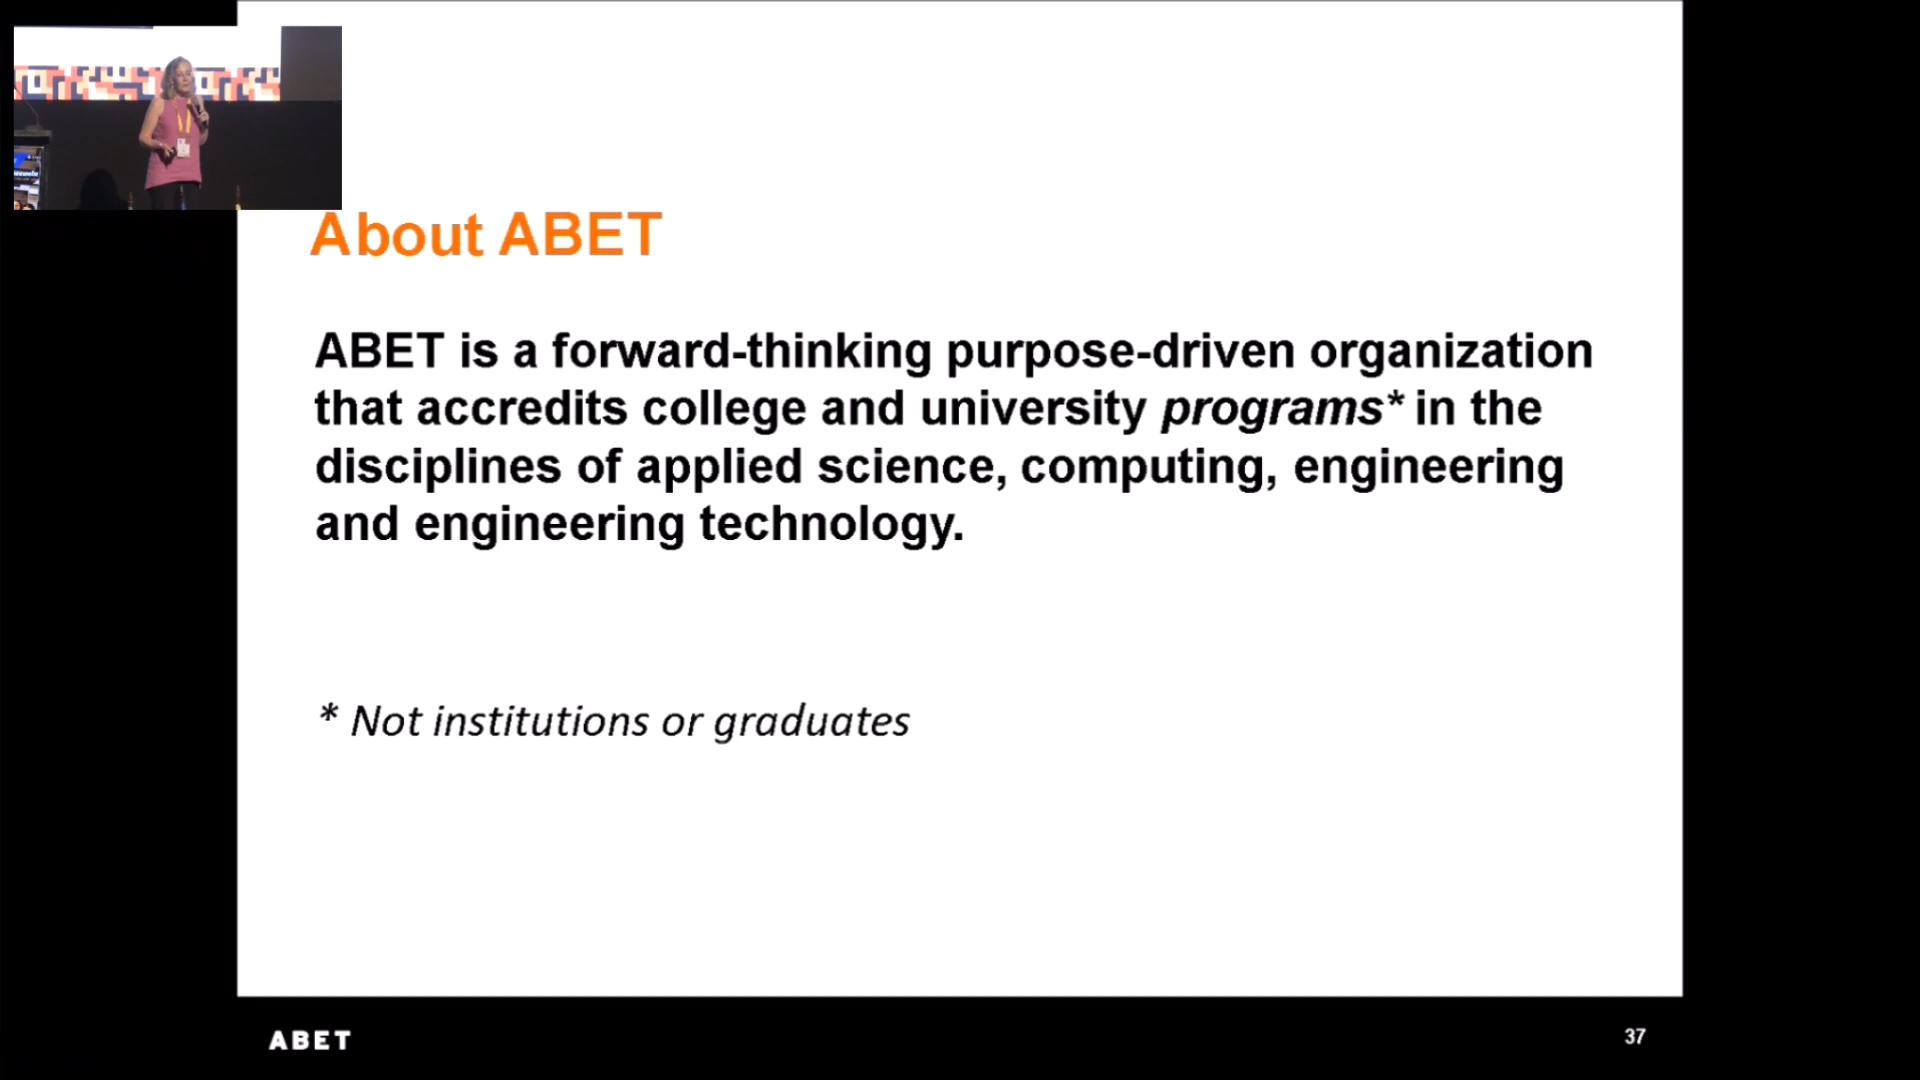 About ABET
ABET is a forward-thinking purpose-driven organization
that accredits college and university programs* in the
disciplines of applied science, computing, engineering
and engineering technology.
* Not institutions or graduates
ABET
37